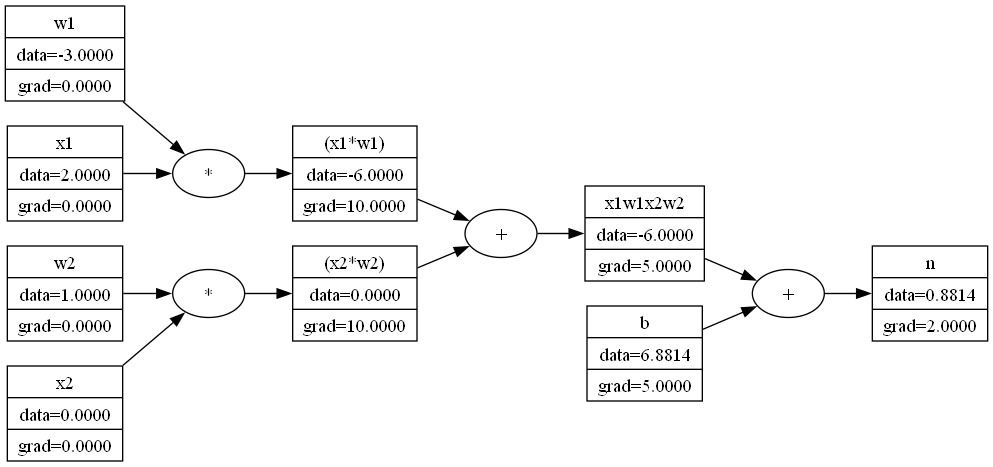 w1
data=-3.0000
grad=0.0000
x1
data=2.0000
grad=0.0000
*
(x1*w1)
data=-6.0000
grad=10.0000
w2
data=1.0000
grad=0.0000
*
(x2*w2)
data=0.0000
grad=10.0000
x2
data=0.0000
grad=0.0000
+
x1w1x2w2
data=-6.0000
grad=5.0000
b
data=6.8814
grad=5.0000
+
n
data=0.8814
grad=2.0000